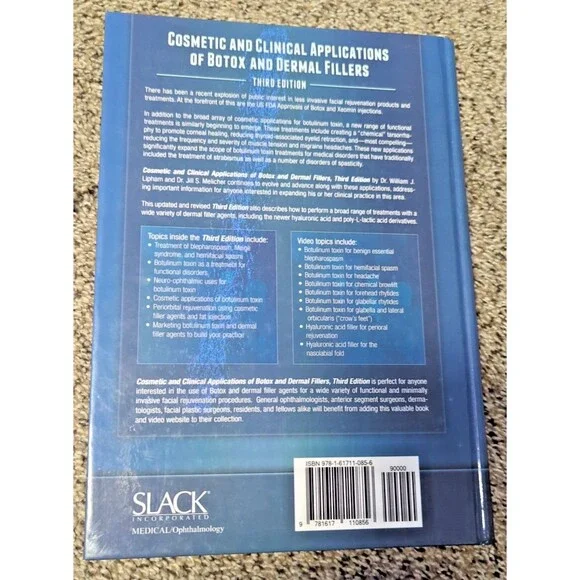 COSMETIC AND CLINICAL APPLICATIONS
OF BOTOX AND DERMAL FILLERS
THIRD EDITION
There has been a recent explosion of public interest in less invasive facial rejuvenation products and
treatments. At the forefront of this are the US FDA Approvals of Botox and Xeomin injections.
In addition to the broad array of cosmetic applications for botulinum toxin, a new range of functional
treatments is similarly beginning to emerge. These treatments include creating a "chemical" tarsorrha-
phy to promote corneal healing, reducing thyroid-associated eyelid retraction, and—most compelling—
reducing the frequency and severity of muscle tension and migraine headaches. These new applications
significantly expand the scope of botulinum toxin treatments for medical disorders that have traditionally
included the treatment of strabismus as well as a number of disorders of spasticity.
Cosmetic and Clinical Applications of Botox and Dermal Fillers, Third Edition by Dr. William J.
Lipham and Dr. Jill S. Melicher continues to evolve and advance along with these applications, address-
ing important information for anyone interested in expanding his or her clinical practice in this area.
This updated and revised Third Edition also describes how to perform a broad range of treatments with a
wide variety of dermal filler agents, including the newer hyaluronic acid and poly-L-lactic acid derivatives.
Topics inside the Third Edition include:
• Treatment of blepharospasm, Meige
syndrome, and hemifacial spasm
• Botulinum toxin as a treatment for
functional disorders
• Neuro-ophthalmic uses for
botulinum toxin
• Cosmetic applications of botulinum toxin
• Periorbital rejuvenation using cosmetic
filler agents and fat injection
• Marketing botulinum toxin and dermal
filler agents to build your practice
Video topics include:
• Botulinum toxin for benign essential
blepharospasm
• Botulinum toxin for hemifacial spasm
• Botulinum toxin for headache
• Botulinum toxin for chemical browlift
• Botulinum toxin for forehead rhytides
• Botulinum toxin for glabellar rhytides
• Botulinum toxin for glabella and lateral
orbicularis ("crow's feet")
• Hyaluronic acid filler for perioral
rejuvenation
• Hyaluronic acid filler for the
nasolabial fold
Cosmetic and Clinical Applications of Botox and Dermal Fillers, Third Edition is perfect for anyone
interested in the use of Botox and dermal filler agents for a wide variety of functional and minimally
invasive facial rejuvenation procedures. General ophthalmologists, anterior segment surgeons, derma-
tologists, facial plastic surgeons, residents, and fellows alike will benefit from adding this valuable book
and video website to their collection.
ISBN 978-1-61711-085-6
90000
9 781617 110856
SLACK
INCORPORATED
MEDICAL/Ophthalmology